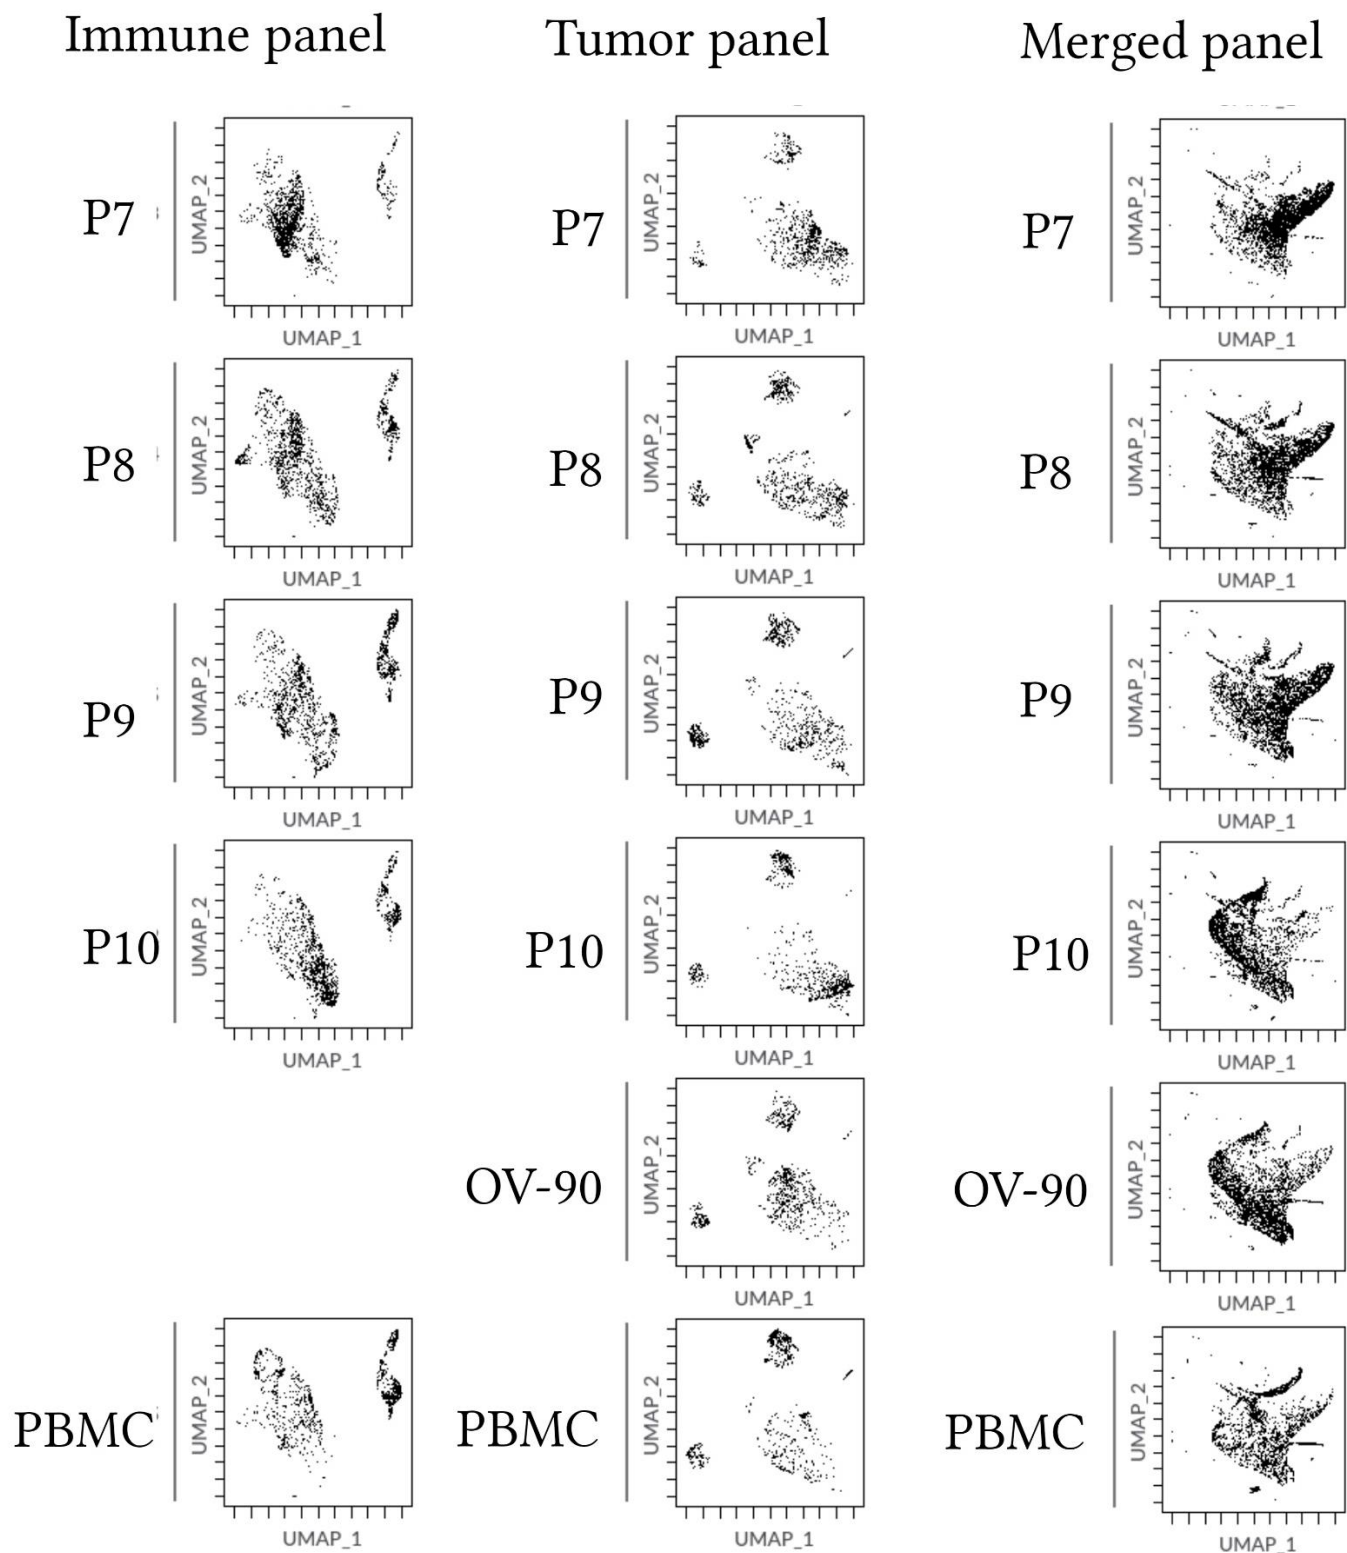 Immune panel Tumor panel Merged panel
P7 UMAP_2 P7 UMAP_2 P7 UMAP_2
UMAP_1 UMAP_1 UMAP_1
P8 UMAP_2 P8 UMAP_2 P8 UMAP_2
UMAP_1 UMAP_1 UMAP_1
P9 UMAP_2 P9 UMAP_2 P9 UMAP_2
UMAP_1 UMAP_1 UMAP_1
P10 UMAP_2 P10 UMAP_2 P10 UMAP_2
UMAP_1 UMAP_1 UMAP_1
OV-90 UMAP_2 OV-90 UMAP_2
UMAP_1 UMAP_1
PBMC UMAP_2 PBMC UMAP_2 PBMC UMAP_2
UMAP_1 UMAP_1 UMAP_1